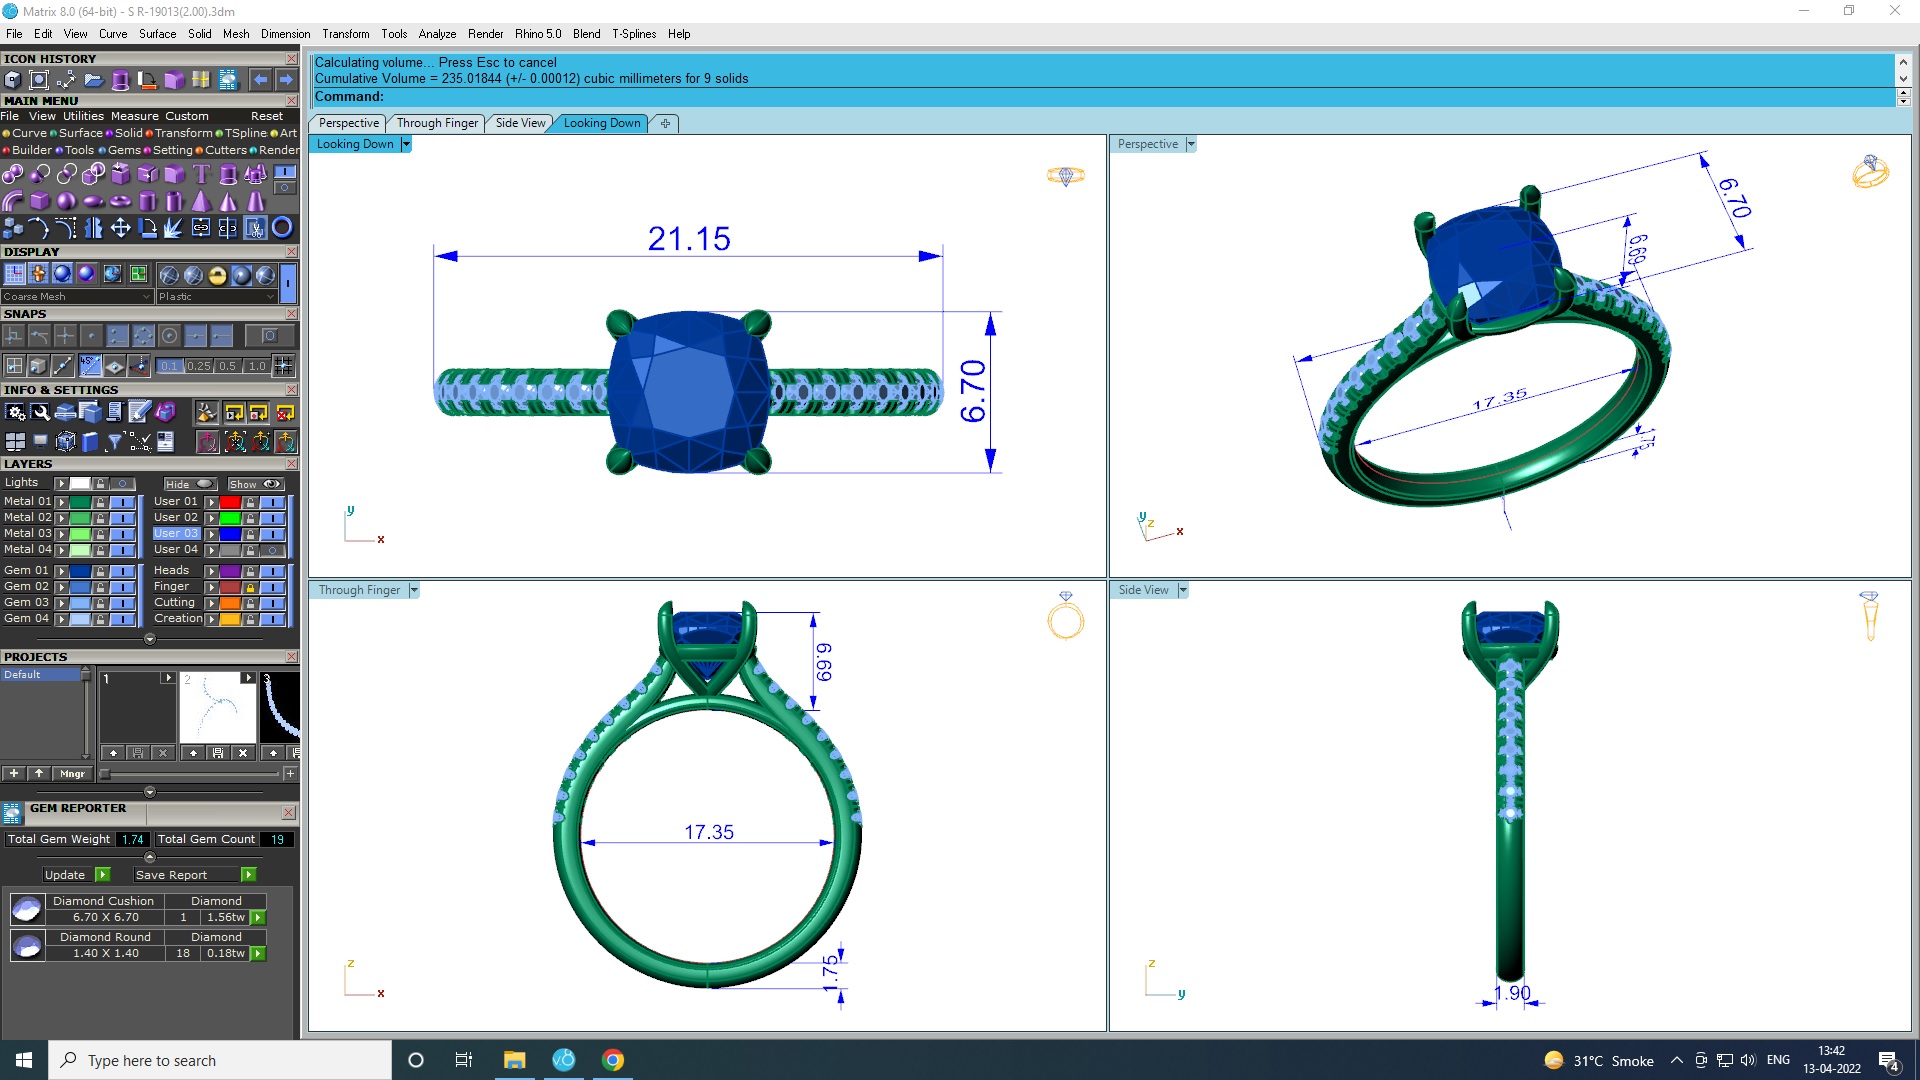 Matrix 8.0 (64-bit) - S R-19013(2.00).3dm
File Edit View Curve Surface Solid Mesh Dimension Transform Tools Analyze Render Rhino 5.0 Blend T-Splines Help
ICON HISTORY
MAIN MENU
File View Utilities Measure Custom Reset
Curve Surface Solid Transform TSpline Art
Builder Tools Gems Setting Cutters Render
DISPLAY
Coarse Mesh Plastic
SNAPS
45°
0.1 0.25 0.5 1.0
INFO & SETTINGS
LAYERS
Lights Hide Show
Metal 01 User 01
Metal 02 User 02
Metal 03 User 03
Metal 04 User 04
Gem 01 Heads
Gem 02 Finger
Gem 03 Cutting
Gem 04 Creation
PROJECTS
Default
1 2 3
Mngr
GEM REPORTER
Total Gem Weight 1.74 Total Gem Count 19
Update Save Report
Diamond Cushion Diamond
6.70 X 6.70 1 1.56tw
Diamond Round Diamond
1.40 X 1.40 18 0.18tw
Calculating volume... Press Esc to cancel
Cumulative Volume = 235.01844 (+/- 0.00012) cubic millimeters for 9 solids
Command:
Perspective Through Finger Side View Looking Down
Looking Down
21.15
6.70
y
x
Perspective
6.70
6.69
17.35
1.75
y
z
x
Through Finger
6.69
17.35
1.75
z
x
Side View
1.90
z
y
Type here to search
31°C Smoke
ENG
13:42
13-04-2022
4